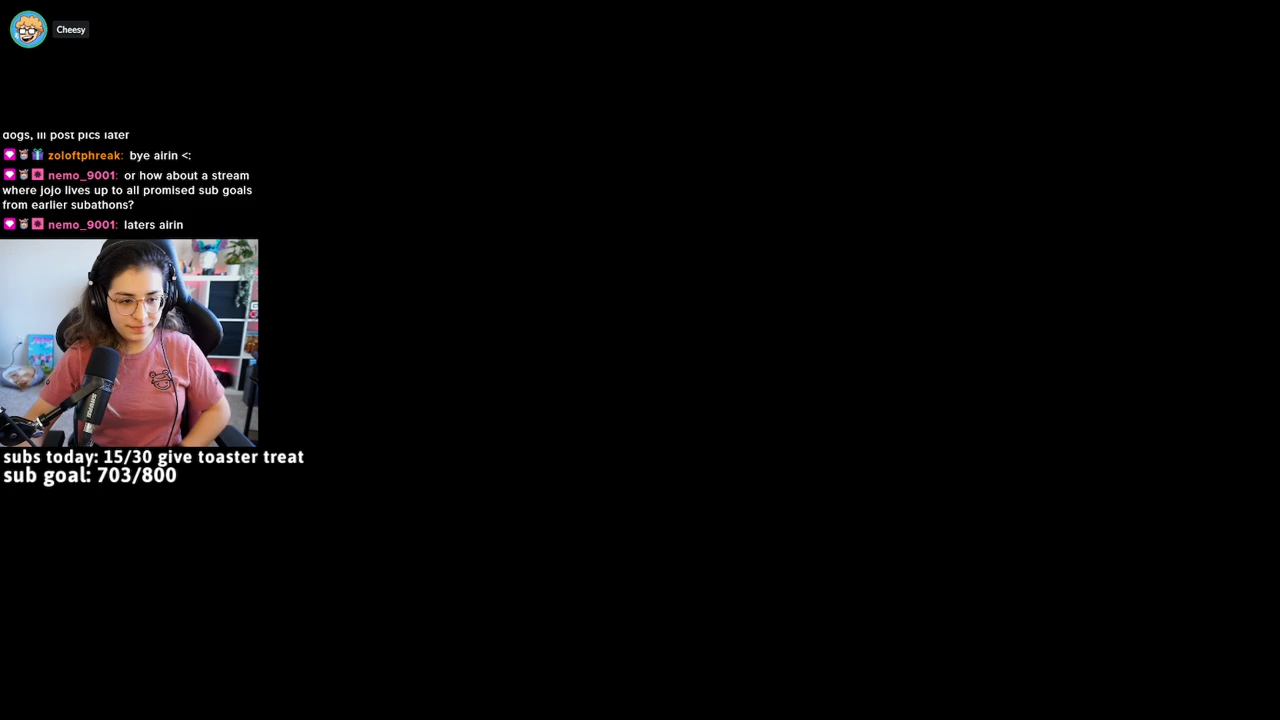 Cheesy
dogs, ill post pics later
zoloftphreak: bye airin <:
nemo_9001: or how about a stream
where jojo lives up to all promised sub goals
from earlier subathons?
nemo_9001: laters airin
SHURE
subs today: 15/30 give toaster treat
sub goal: 703/800